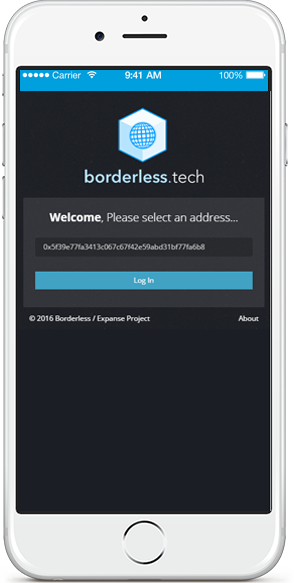 Carrier 9:41 AM 100%
borderless.tech
Welcome, Please select an address...
0x5f39e77fa3413c067c67f42e59abd31bf77fa6b8
Log In
© 2016 Borderless / Expanse Project About